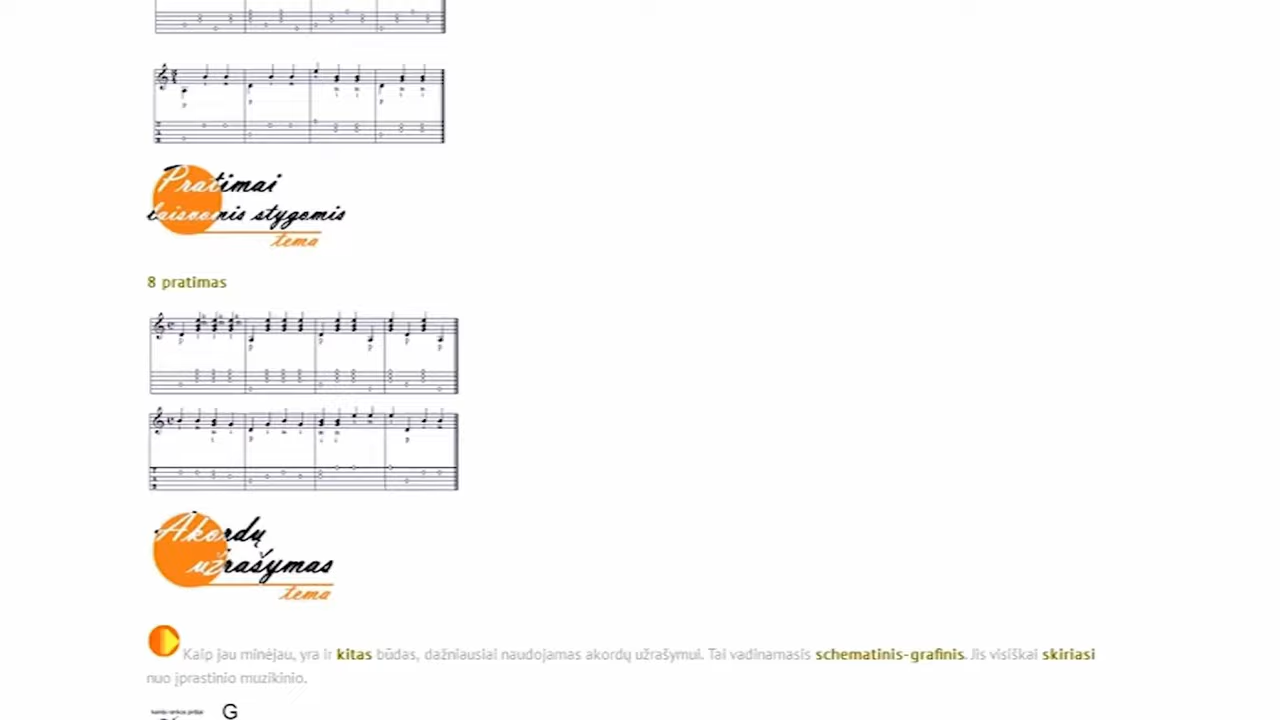 Pratimai
laisvomis stygomis
tema
8 pratimas
Akordų
užrašymas
tema
Kaip jau minėjau, yra ir kitas būdas, dažniausiai naudojamas akordų užrašymui. Tai vadinamasis schematinis-grafinis. Jis visiškai skiriasi
nuo įprastinio muzikinio.
G